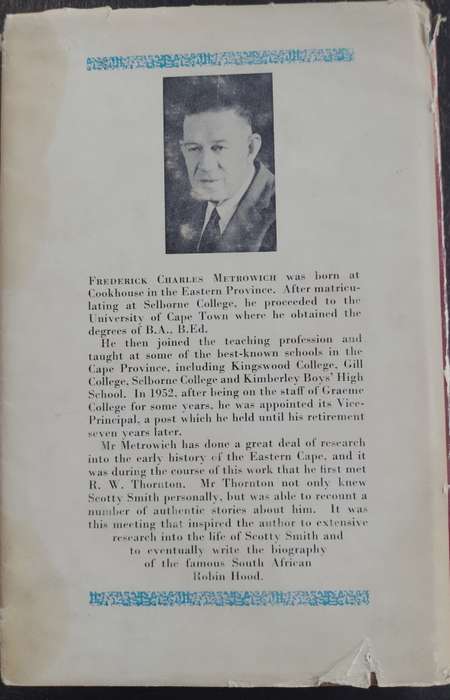 FREDERICK CHARLES METROWICH was born at
Cookhouse in the Eastern Province. After matricu-
lating at Selborne College, he proceeded to the
University of Cape Town where he obtained the
degrees of B.A., B.Ed.
He then joined the teaching profession and
taught at some of the best-known schools in the
Cape Province, including Kingswood College, Gill
College, Selborne College and Kimberley Boys' High
School. In 1952, after being on the staff of Graeme
College for some years, he was appointed its Vice-
Principal, a post which he held until his retirement
seven years later.
Mr Metrowich has done a great deal of research
into the early history of the Eastern Cape, and it
was during the course of this work that he first met
R. W. Thornton. Mr Thornton not only knew
Scotty Smith personally, but was able to recount a
number of authentic stories about him. It was
this meeting that inspired the author to extensive
research into the life of Scotty Smith and
to eventually write the biography
of the famous South African
Robin Hood.